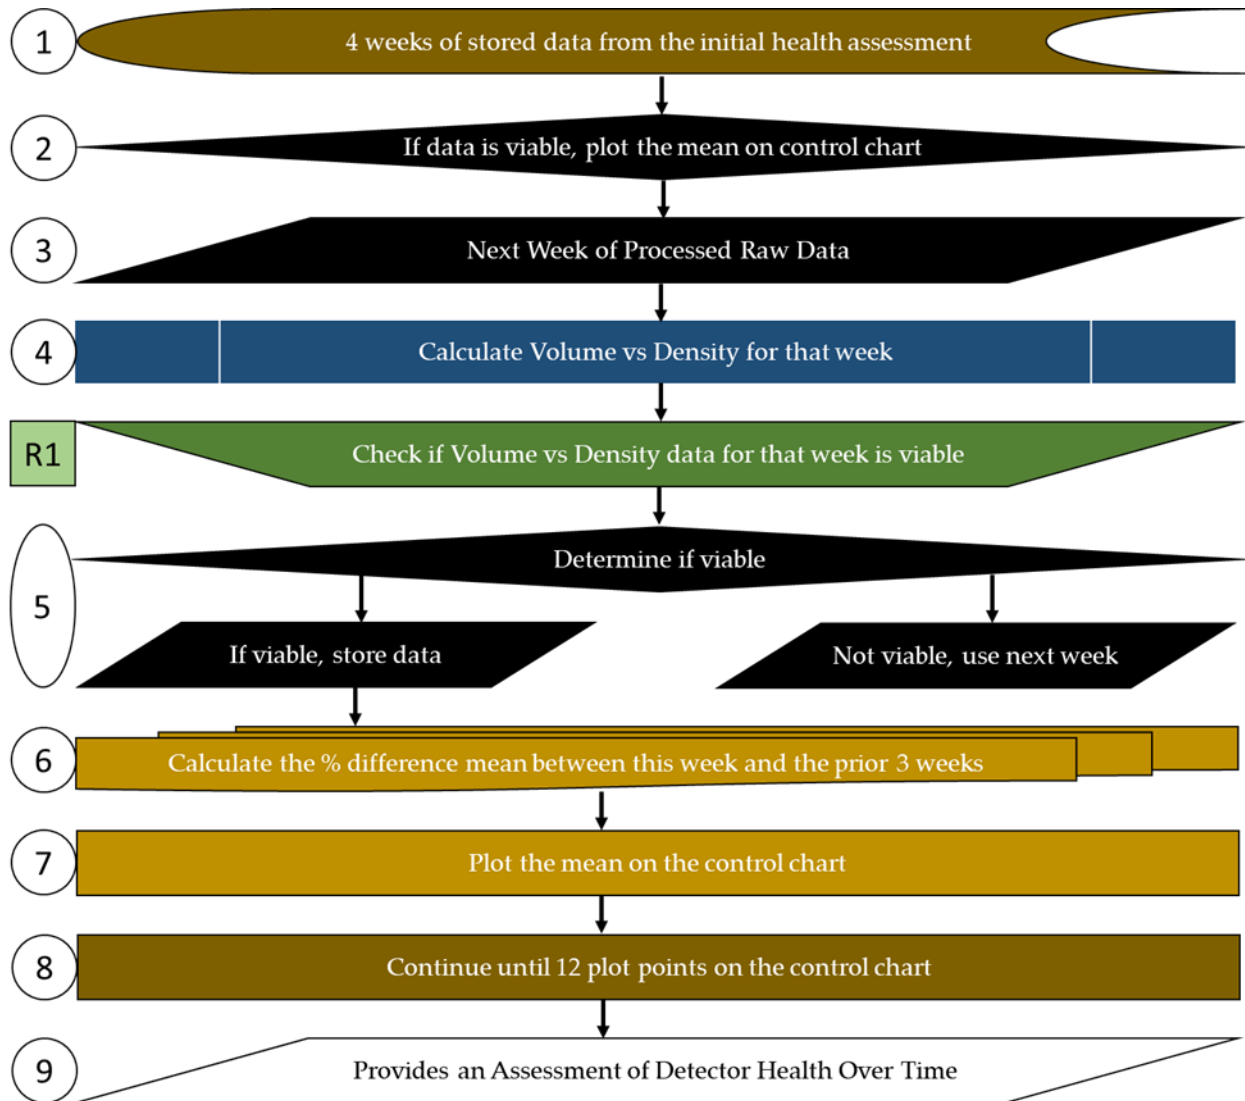 1
4 weeks of stored data from the initial health assessment
2
If data is viable, plot the mean on control chart
3
Next Week of Processed Raw Data
4
Calculate Volume vs Density for that week
R1
Check if Volume vs Density data for that week is viable
5
Determine if viable
If viable, store data
Not viable, use next week
6
Calculate the % difference mean between this week and the prior 3 weeks
7
Plot the mean on the control chart
8
Continue until 12 plot points on the control chart
9
Provides an Assessment of Detector Health Over Time